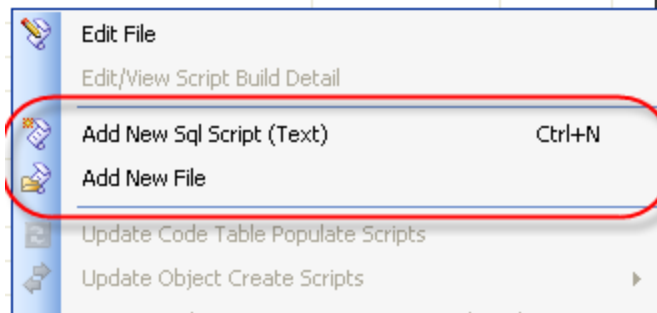 Edit File
Edit/View Script Build Detail
Add New Sql Script (Text) Ctrl+N
Add New File
Update Code Table Populate Scripts
Update Object Create Scripts